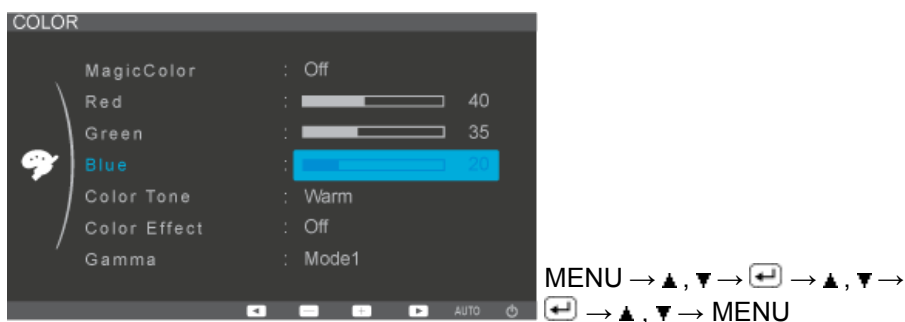 COLOR
MagicColor : Off
Red : 40
Green : 35
Blue : 20
Color Tone : Warm
Color Effect : Off
Gamma : Mode1
AUTO
MENU → ▲ , ▼ → ↵ → ▲ , ▼ →
↵ → ▲ , ▼ → MENU